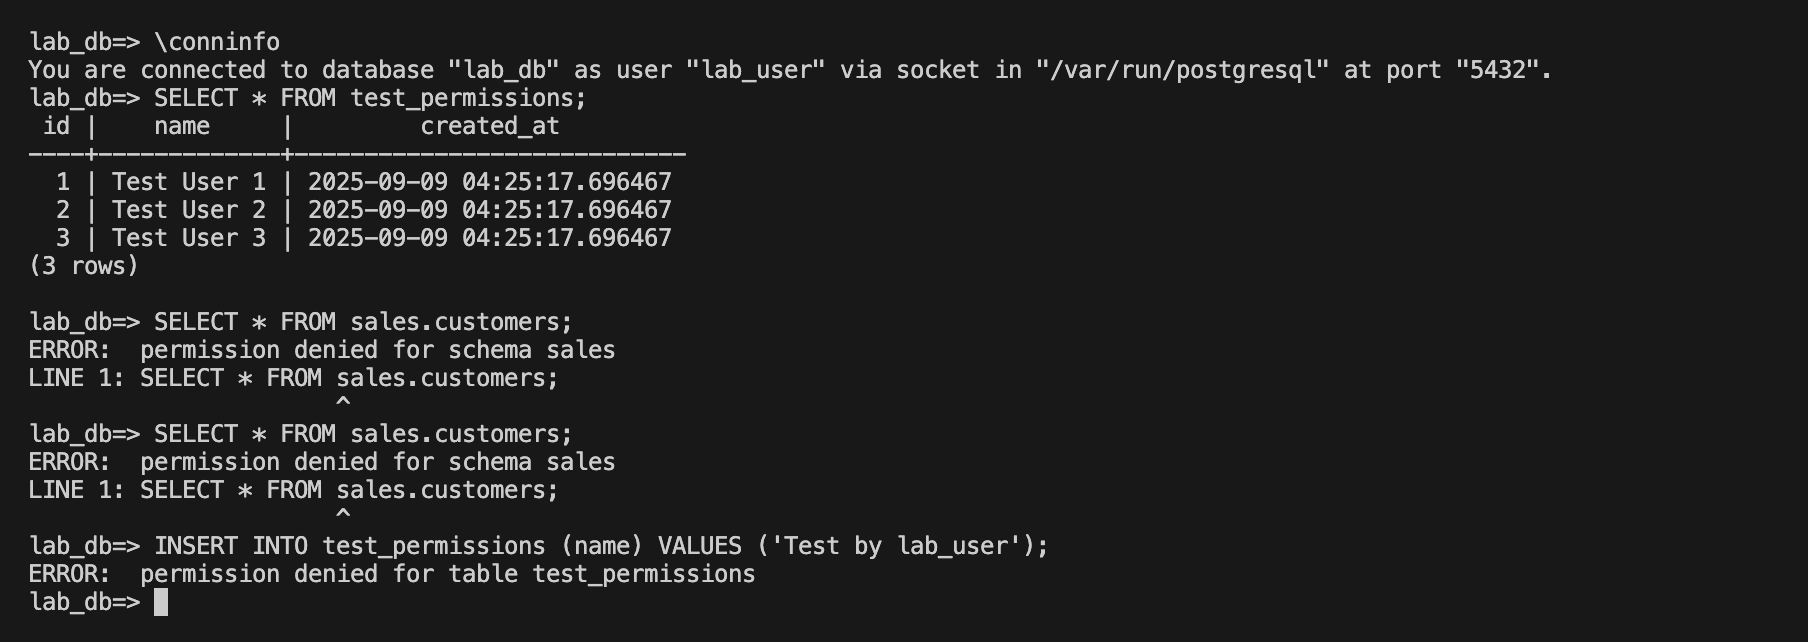 lab_db=> \conninfo
You are connected to database "lab_db" as user "lab_user" via socket in "/var/run/postgresql" at port "5432".
lab_db=> SELECT * FROM test_permissions;
 id |    name     |         created_at
----+-------------+----------------------------
  1 | Test User 1 | 2025-09-09 04:25:17.696467
  2 | Test User 2 | 2025-09-09 04:25:17.696467
  3 | Test User 3 | 2025-09-09 04:25:17.696467
(3 rows)

lab_db=> SELECT * FROM sales.customers;
ERROR:  permission denied for schema sales
LINE 1: SELECT * FROM sales.customers;
                      ^
lab_db=> SELECT * FROM sales.customers;
ERROR:  permission denied for schema sales
LINE 1: SELECT * FROM sales.customers;
                      ^
lab_db=> INSERT INTO test_permissions (name) VALUES ('Test by lab_user');
ERROR:  permission denied for table test_permissions
lab_db=>